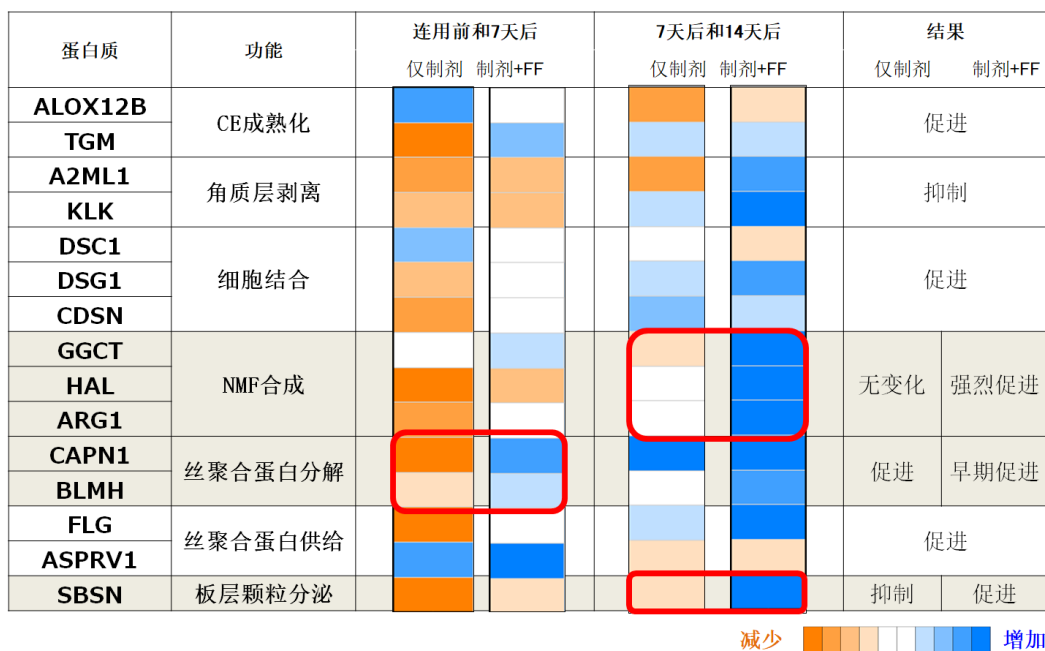 蛋白质 功能 连用前和7天后 7天后和14天后 结果
仅制剂 制剂+FF 仅制剂 制剂+FF 仅制剂 制剂+FF
ALOX12B
CE成熟化 促进
TGM
A2ML1
角质层剥离 抑制
KLK
DSC1
DSG1 细胞结合 促进
CDSN
GGCT
HAL NMF合成 无变化 强烈促进
ARG1
CAPN1
丝聚合蛋白分解 促进 早期促进
BLMH
FLG
丝聚合蛋白供给 促进
ASPRV1
SBSN 板层颗粒分泌 抑制 促进
减少 增加